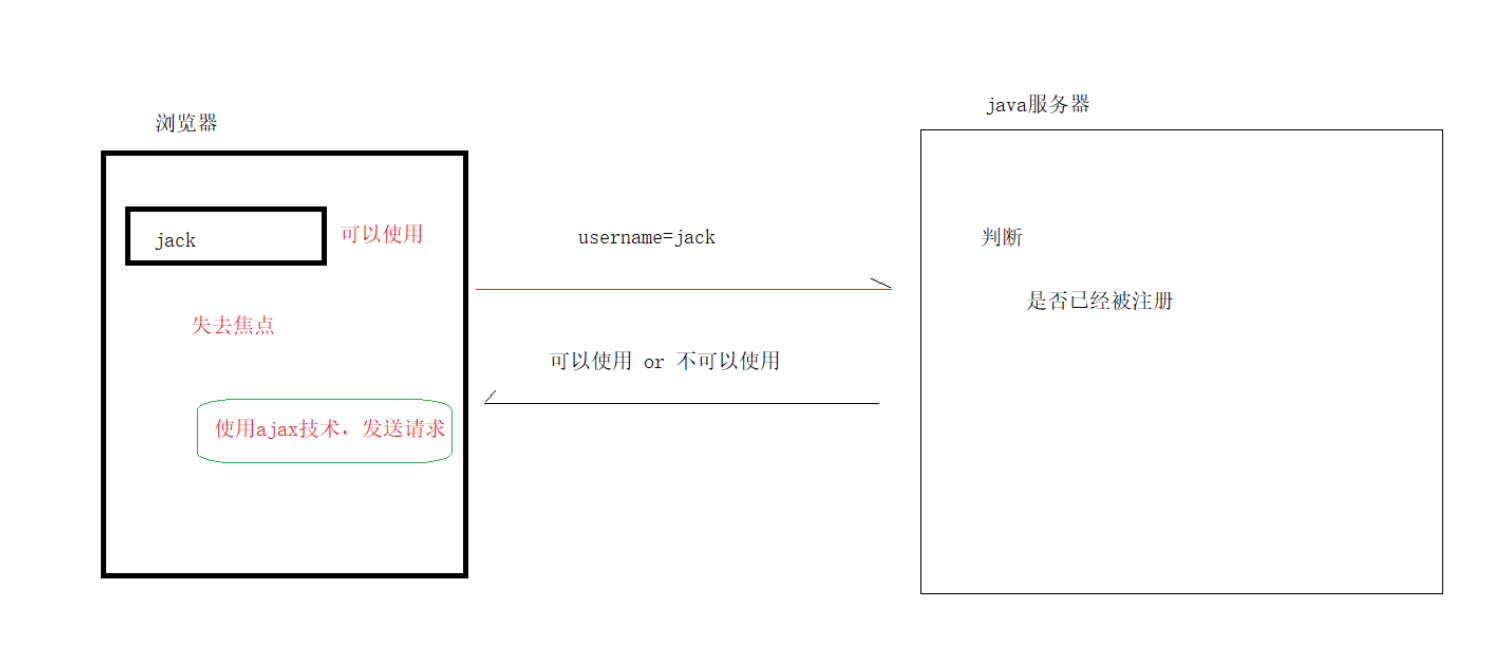 浏览器
jack
可以使用
失去焦点
使用ajax技术，发送请求
username=jack
可以使用 or 不可以使用
java服务器
判断
是否已经被注册